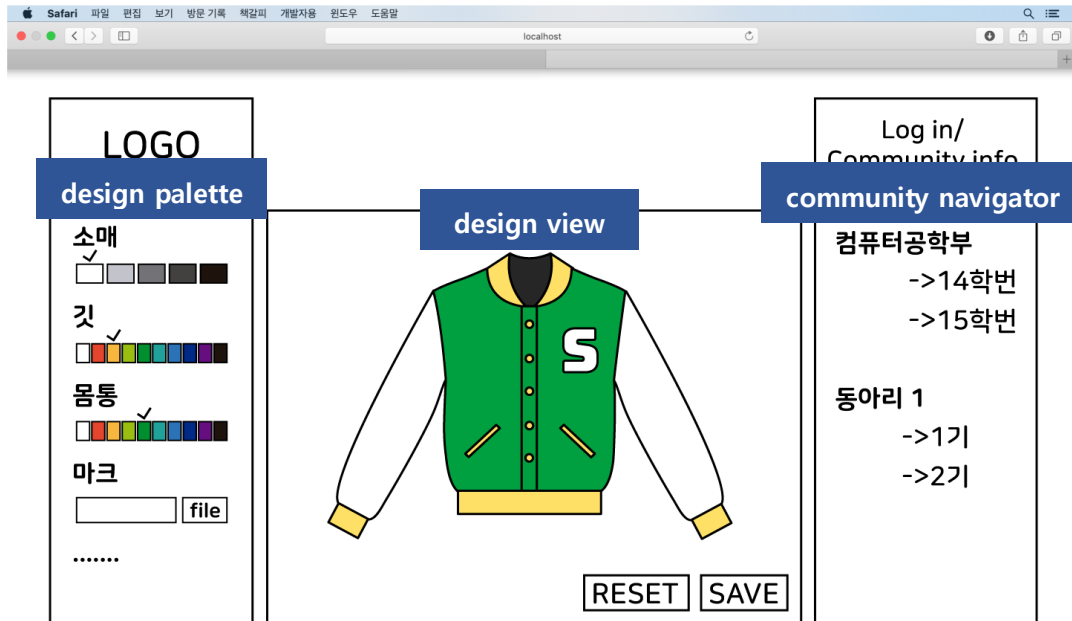 Safari 파일 편집 보기 방문 기록 책갈피 개발자용 윈도우 도움말
localhost
LOGO
design palette
소매
깃
몸통
마크
file
.......
design view
S
RESET SAVE
Log in/
Community info
community navigator
컴퓨터공학부
->14학번
->15학번
동아리 1
->1기
->2기